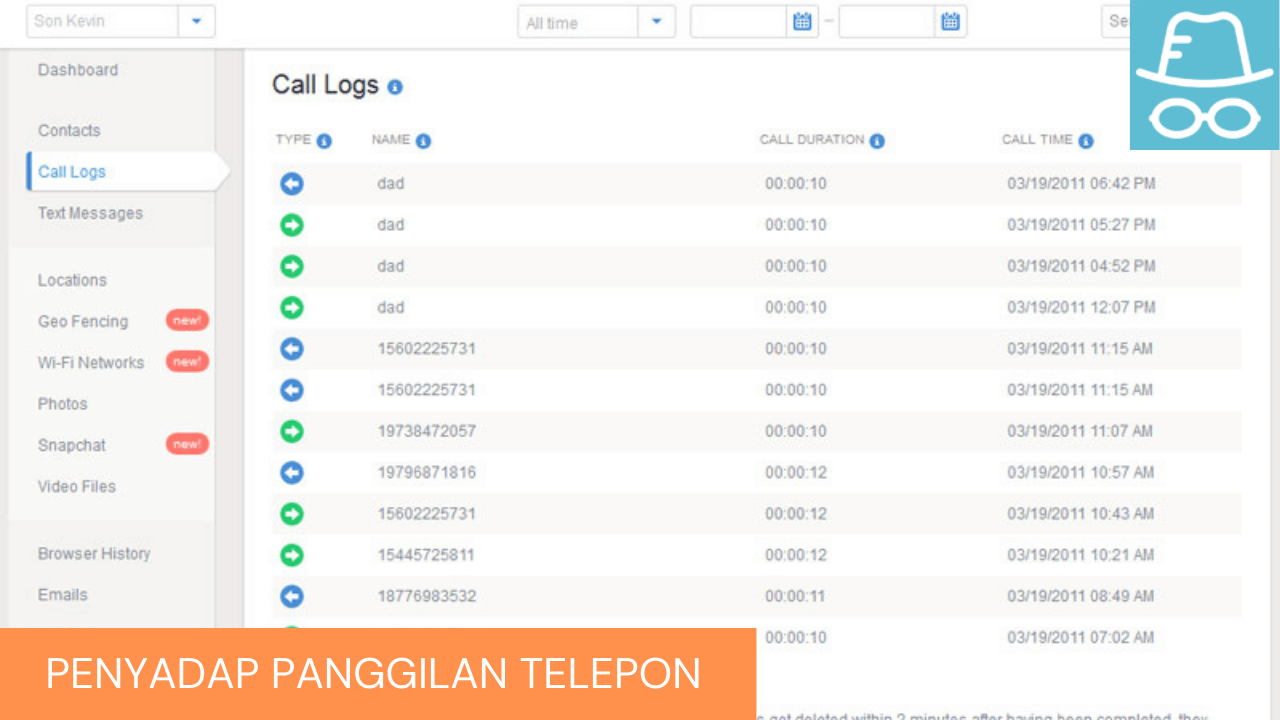 Son Kevin
All time
–
Se
Dashboard
Contacts
Call Logs
Text Messages
Locations
Geo Fencing new!
Wi-Fi Networks new!
Photos
Snapchat new!
Video Files
Browser History
Emails
Call Logs
TYPE NAME CALL DURATION CALL TIME
dad 00:00:10 03/19/2011 06:42 PM
dad 00:00:10 03/19/2011 05:27 PM
dad 00:00:10 03/19/2011 04:52 PM
dad 00:00:10 03/19/2011 12:07 PM
15602225731 00:00:10 03/19/2011 11:15 AM
15602225731 00:00:10 03/19/2011 11:15 AM
19738472057 00:00:10 03/19/2011 11:07 AM
19796871816 00:00:12 03/19/2011 10:57 AM
15602225731 00:00:12 03/19/2011 10:43 AM
15445725811 00:00:12 03/19/2011 10:21 AM
18776983532 00:00:11 03/19/2011 08:49 AM
00:00:10 03/19/2011 07:02 AM
get deleted within 2 minutes after having been completed, they
PENYADAP PANGGILAN TELEPON